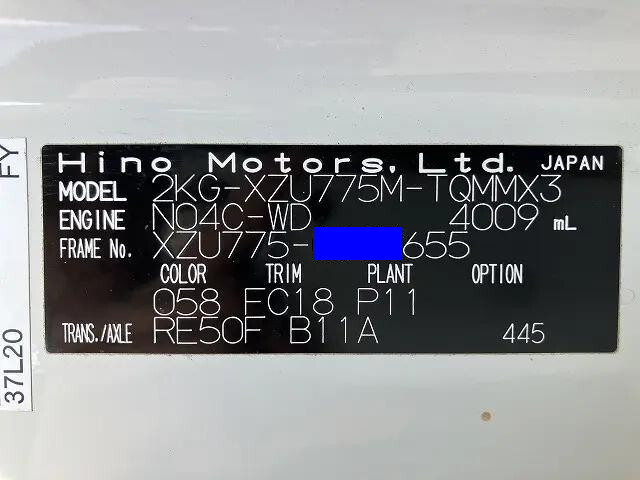 Hino Motors, Ltd. JAPAN
MODEL 2KG-XZU775M-TQMMX3
ENGINE N04C-WD 4009 mL
FRAME No. XZU775- 655
COLOR TRIM PLANT OPTION
058 FC18 P11
TRANS./AXLE RE50F B11A 445
FY
37L20